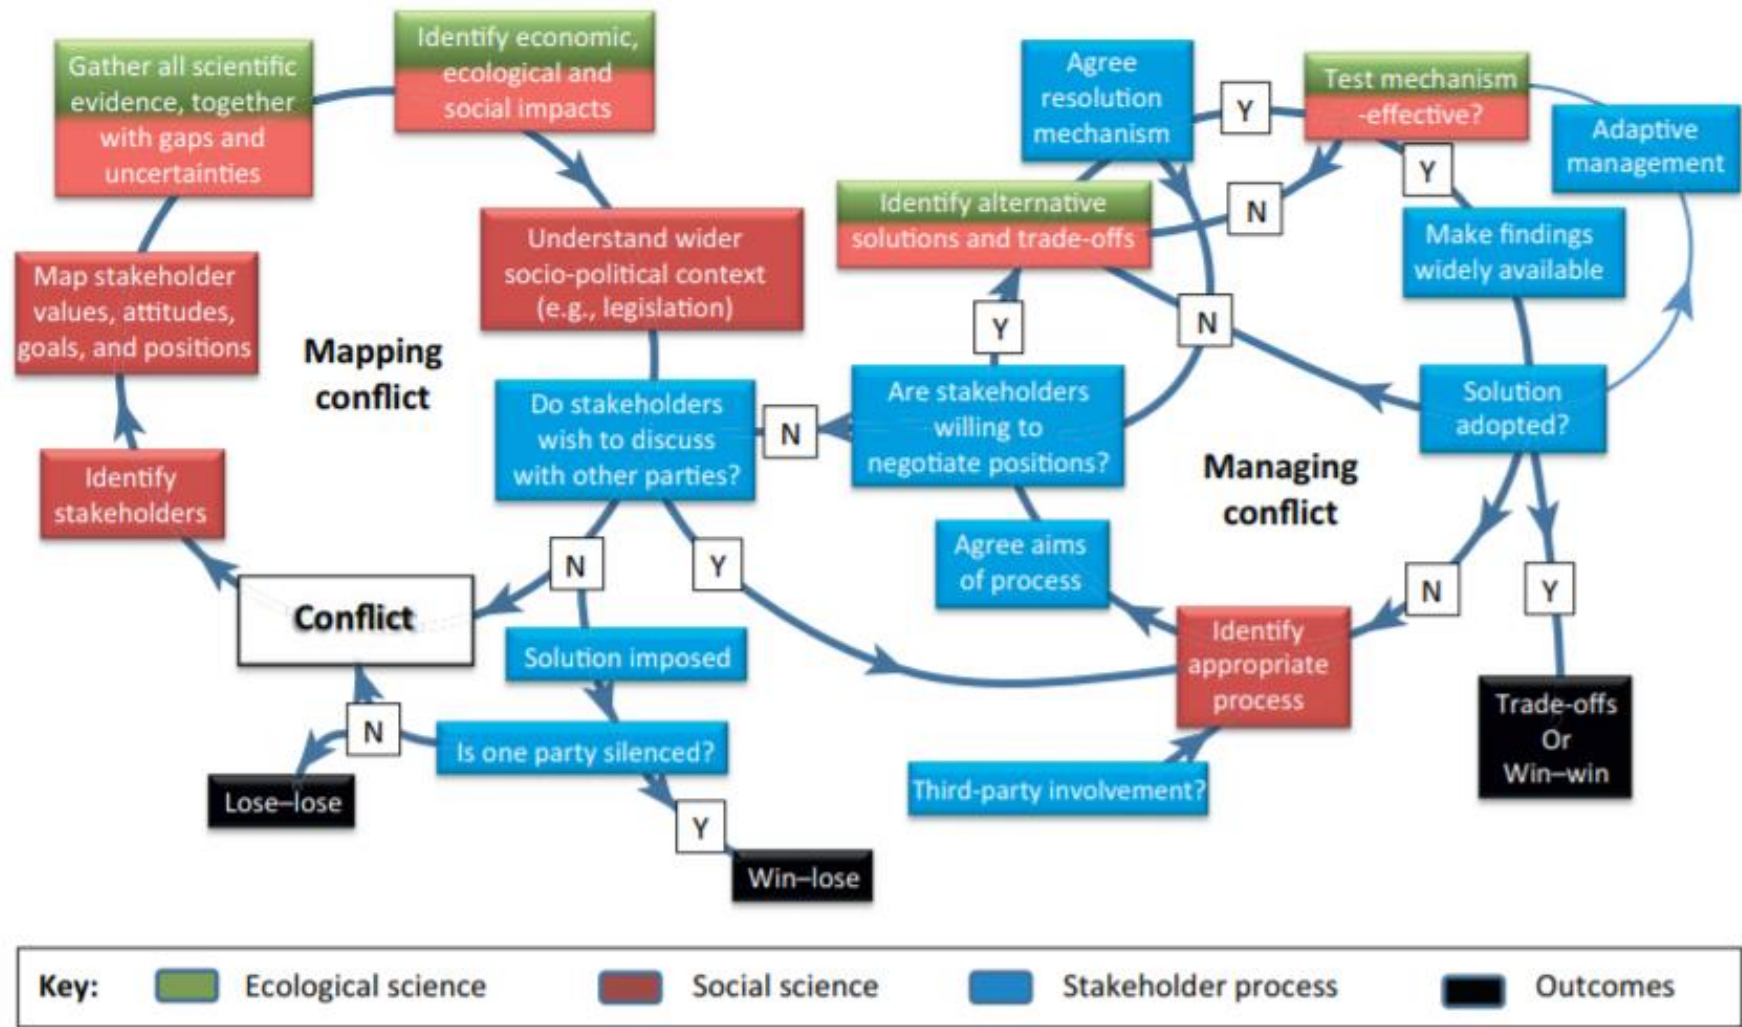 Gather all scientific
evidence, together
with gaps and
uncertainties
Identify economic,
ecological and
social impacts
Map stakeholder
values, attitudes,
goals, and positions
Understand wider
socio-political context
(e.g., legislation)
Mapping
conflict
Identify
stakeholders
Do stakeholders
wish to discuss
with other parties?
N
Y
Conflict
Solution imposed
Is one party silenced?
N
Lose–lose
Y
Win–lose
Agree
resolution
mechanism
Y
Test mechanism
-effective?
Adaptive
management
Y
N
Identify alternative
solutions and trade-offs
Make findings
widely available
Y
N
Are stakeholders
willing to
negotiate positions?
N
Solution
adopted?
Managing
conflict
Agree aims
of process
N
Y
Identify
appropriate
process
Third-party involvement?
Trade-offs
Or
Win–win
Key:
Ecological science
Social science
Stakeholder process
Outcomes